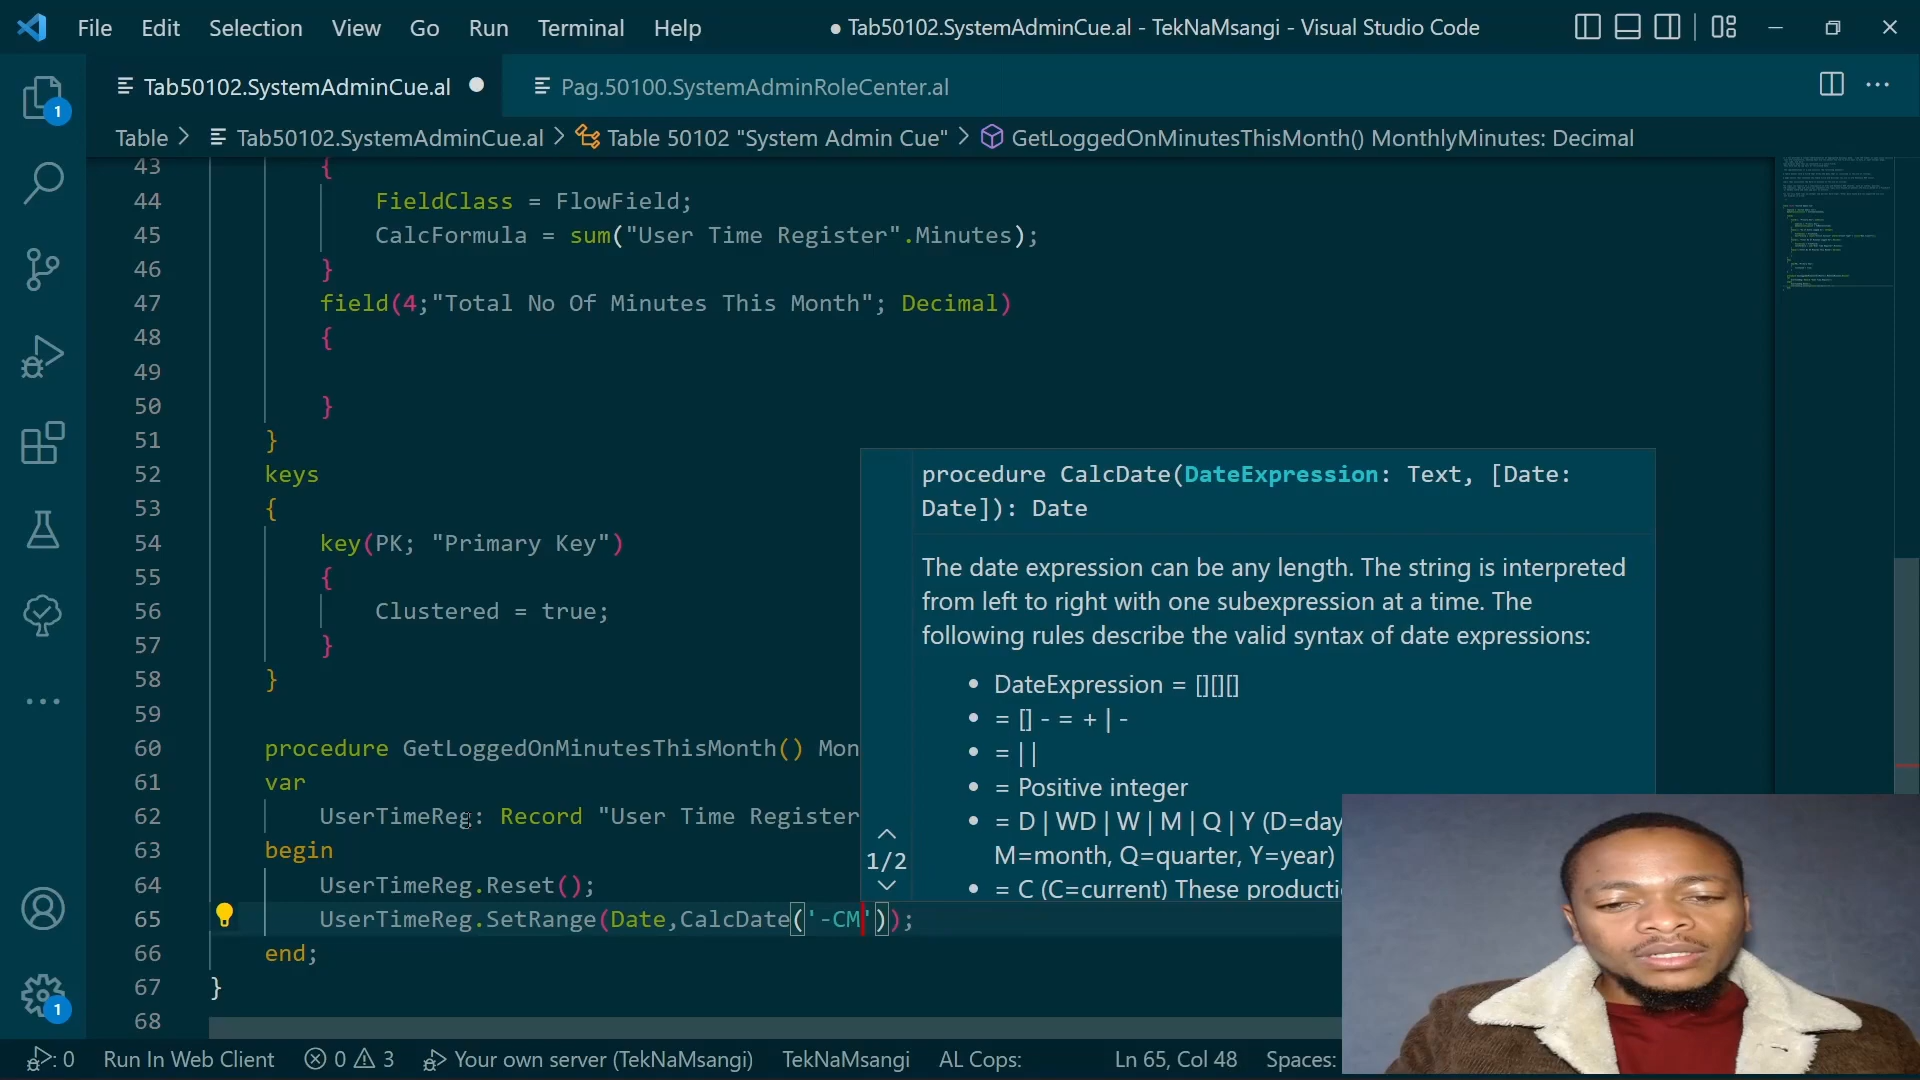 File Edit Selection View Go Run Terminal Help ● Tab50102.SystemAdminCue.al - TekNaMsangi - Visual Studio Code
Tab50102.SystemAdminCue.al ● Pag.50100.SystemAdminRoleCenter.al ...
1
Table > Tab50102.SystemAdminCue.al > Table 50102 "System Admin Cue" > GetLoggedOnMinutesThisMonth() MonthlyMinutes: Decimal
43 {
44 FieldClass = FlowField;
45 CalcFormula = sum("User Time Register".Minutes);
46 }
47 field(4;"Total No Of Minutes This Month"; Decimal)
48 {
49
50 }
51 }
52 keys
53 {
54 key(PK; "Primary Key")
55 {
56 Clustered = true;
57 }
58 }
59
60 procedure GetLoggedOnMinutesThisMonth() Mon
61 var
62 UserTimeReg: Record "User Time Register
63 begin
64 UserTimeReg.Reset();
65 UserTimeReg.SetRange(Date,CalcDate('-CM'));
66 end;
67 }
68
procedure CalcDate(DateExpression: Text, [Date:
Date]): Date
The date expression can be any length. The string is interpreted
from left to right with one subexpression at a time. The
following rules describe the valid syntax of date expressions:
• DateExpression = [][][]
• = [] - = + | -
• = | |
• = Positive integer
• = D | WD | W | M | Q | Y (D=day
M=month, Q=quarter, Y=year)
• = C (C=current) These producti
1/2
1
: 0 Run In Web Client 0 3 Your own server (TekNaMsangi) TekNaMsangi AL Cops: Ln 65, Col 48 Spaces: